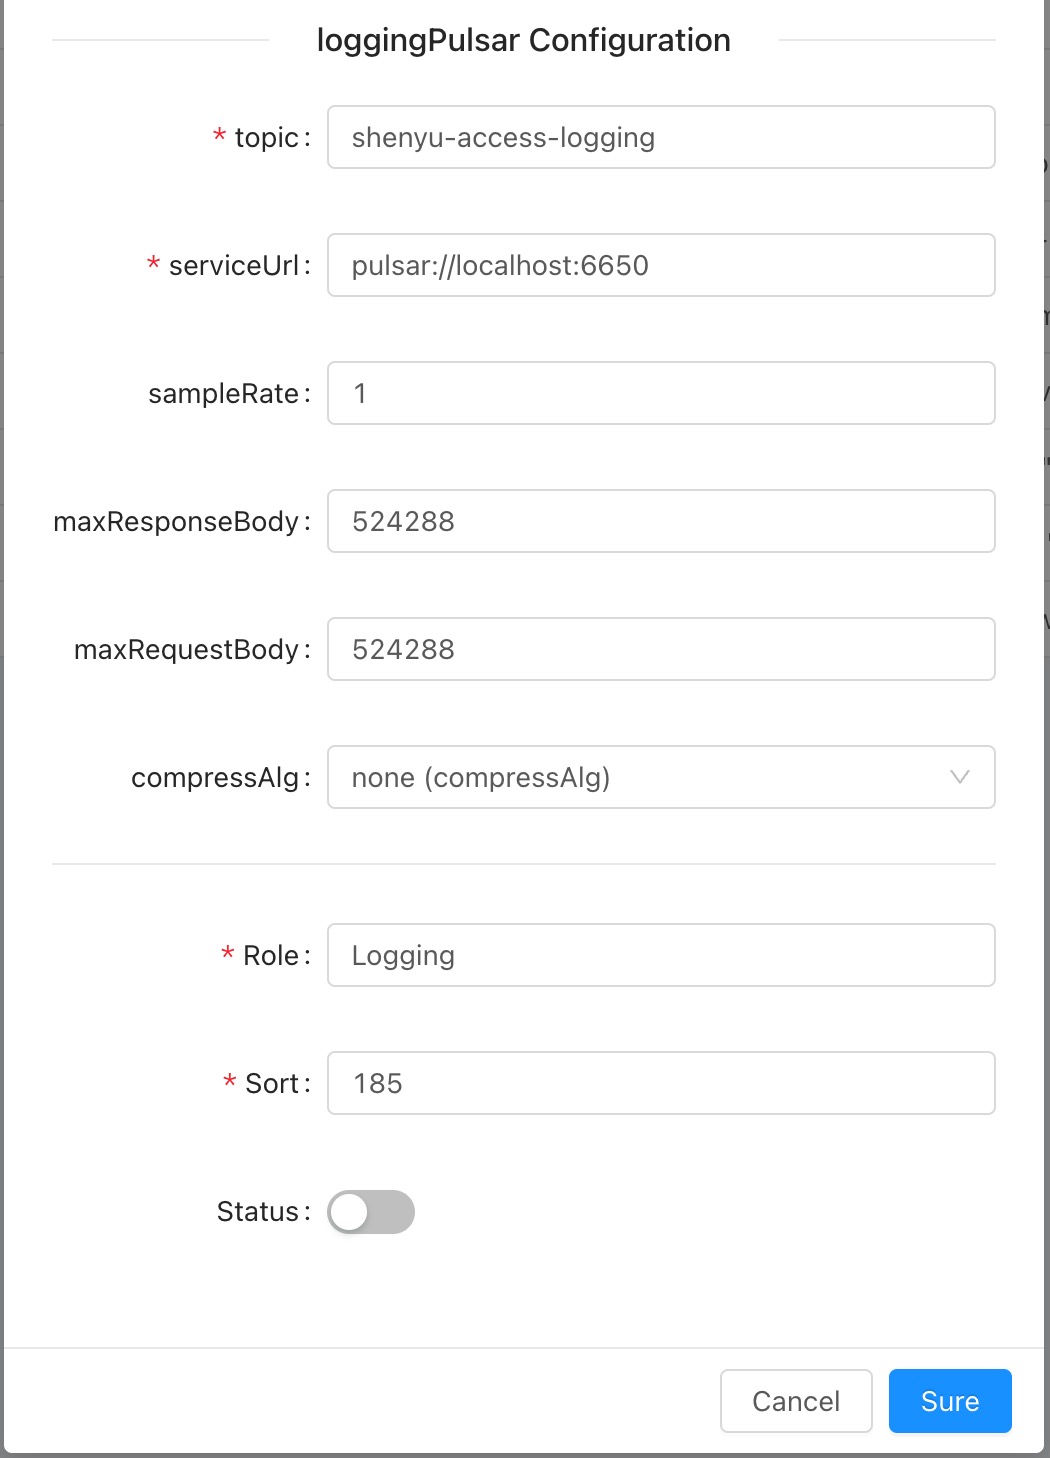 loggingPulsar Configuration
* topic: shenyu-access-logging
* serviceUrl: pulsar://localhost:6650
sampleRate: 1
maxResponseBody: 524288
maxRequestBody: 524288
compressAlg: none (compressAlg)
* Role: Logging
* Sort: 185
Status:
Cancel Sure